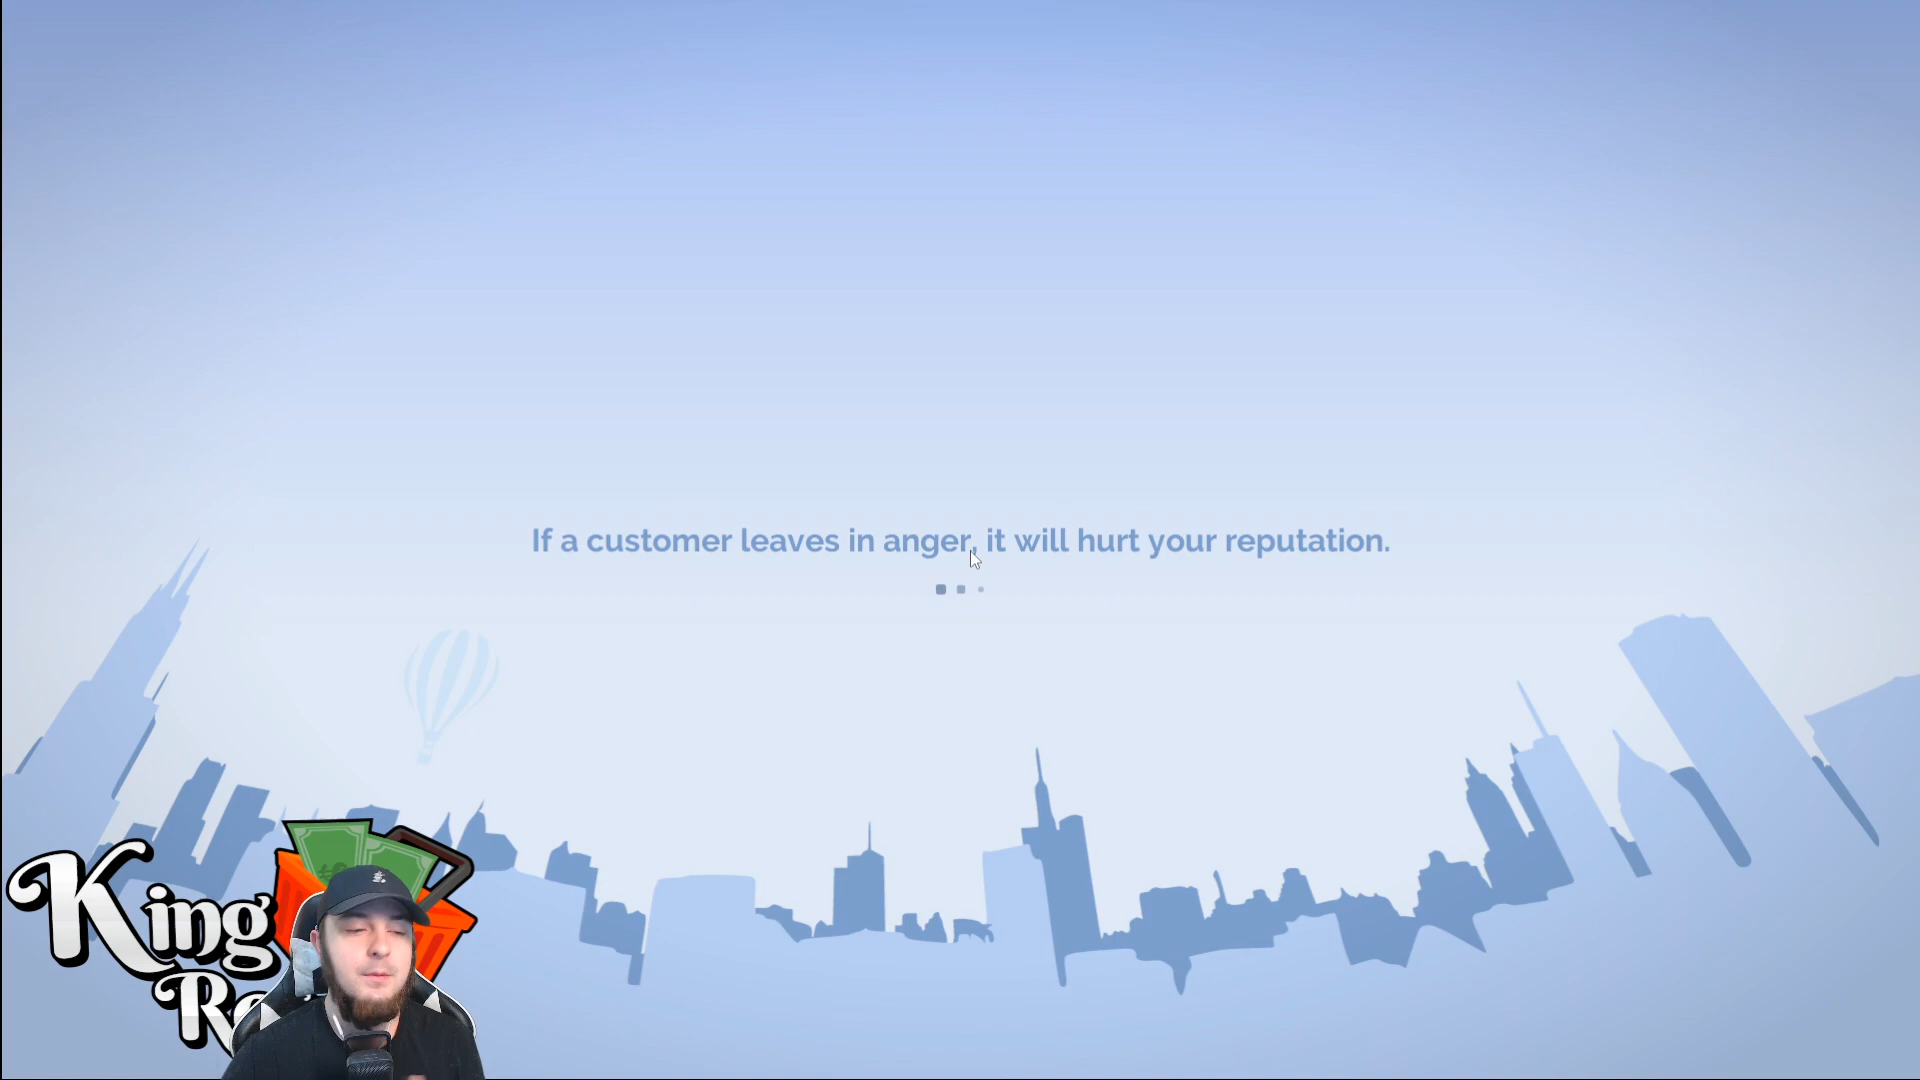 If a customer leaves in anger, it will hurt your reputation.
King